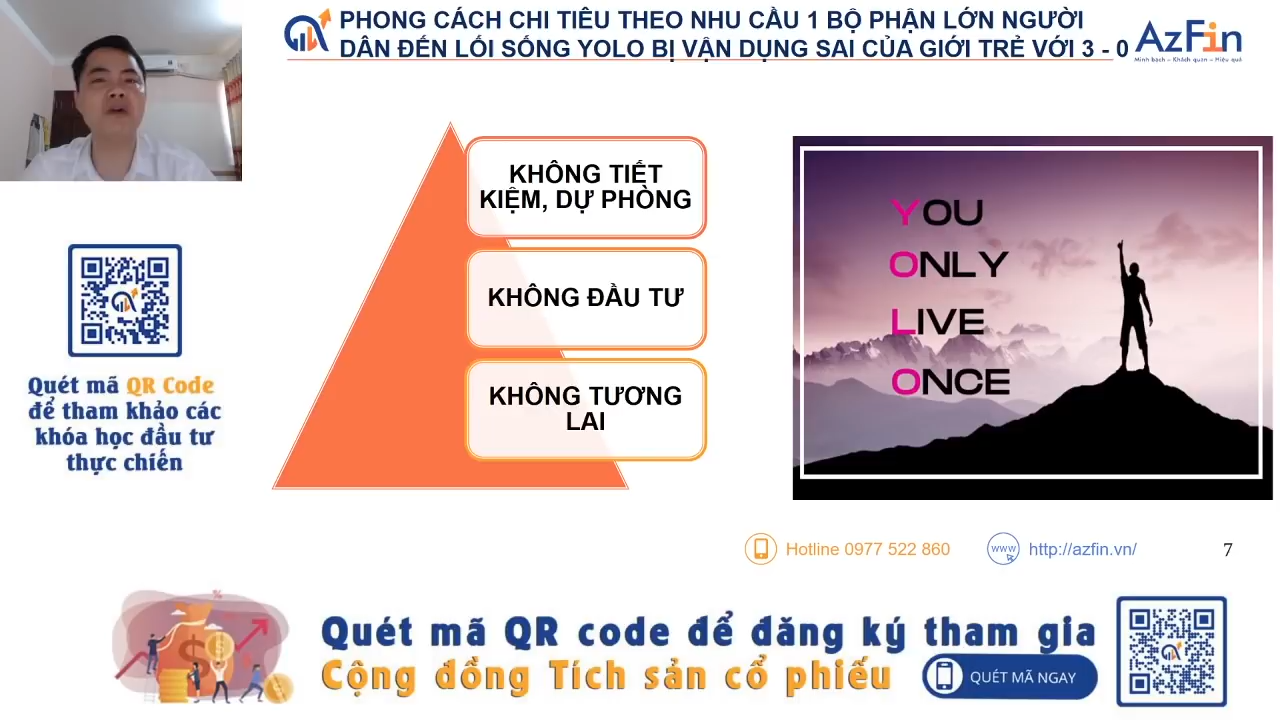 PHONG CÁCH CHI TIÊU THEO NHU CẦU 1 BỘ PHẬN LỚN NGƯỜI
DÂN ĐẾN LỐI SỐNG YOLO BỊ VẬN DỤNG SAI CỦA GIỚI TRẺ VỚI 3 - 0
AzFin
Minh bạch – Khách quan – Hiệu quả
KHÔNG TIẾT
KIỆM, DỰ PHÒNG
KHÔNG ĐẦU TƯ
KHÔNG TƯƠNG
LAI
YOU
ONLY
LIVE
ONCE
Quét mã QR Code
để tham khảo các
khóa học đầu tư
thực chiến
Hotline 0977 522 860
www
http://azfin.vn/
7
Quét mã QR code để đăng ký tham gia
Cộng đồng Tích sản cổ phiếu
QUÉT MÃ NGAY